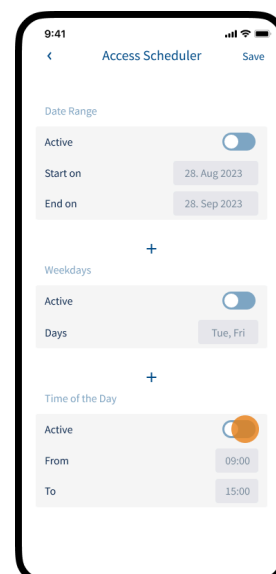 9:41
Access Scheduler Save
Date Range
Active
Start on 28. Aug 2023
End on 28. Sep 2023
+
Weekdays
Active
Days Tue, Fri
+
Time of the Day
Active
From 09:00
To 15:00